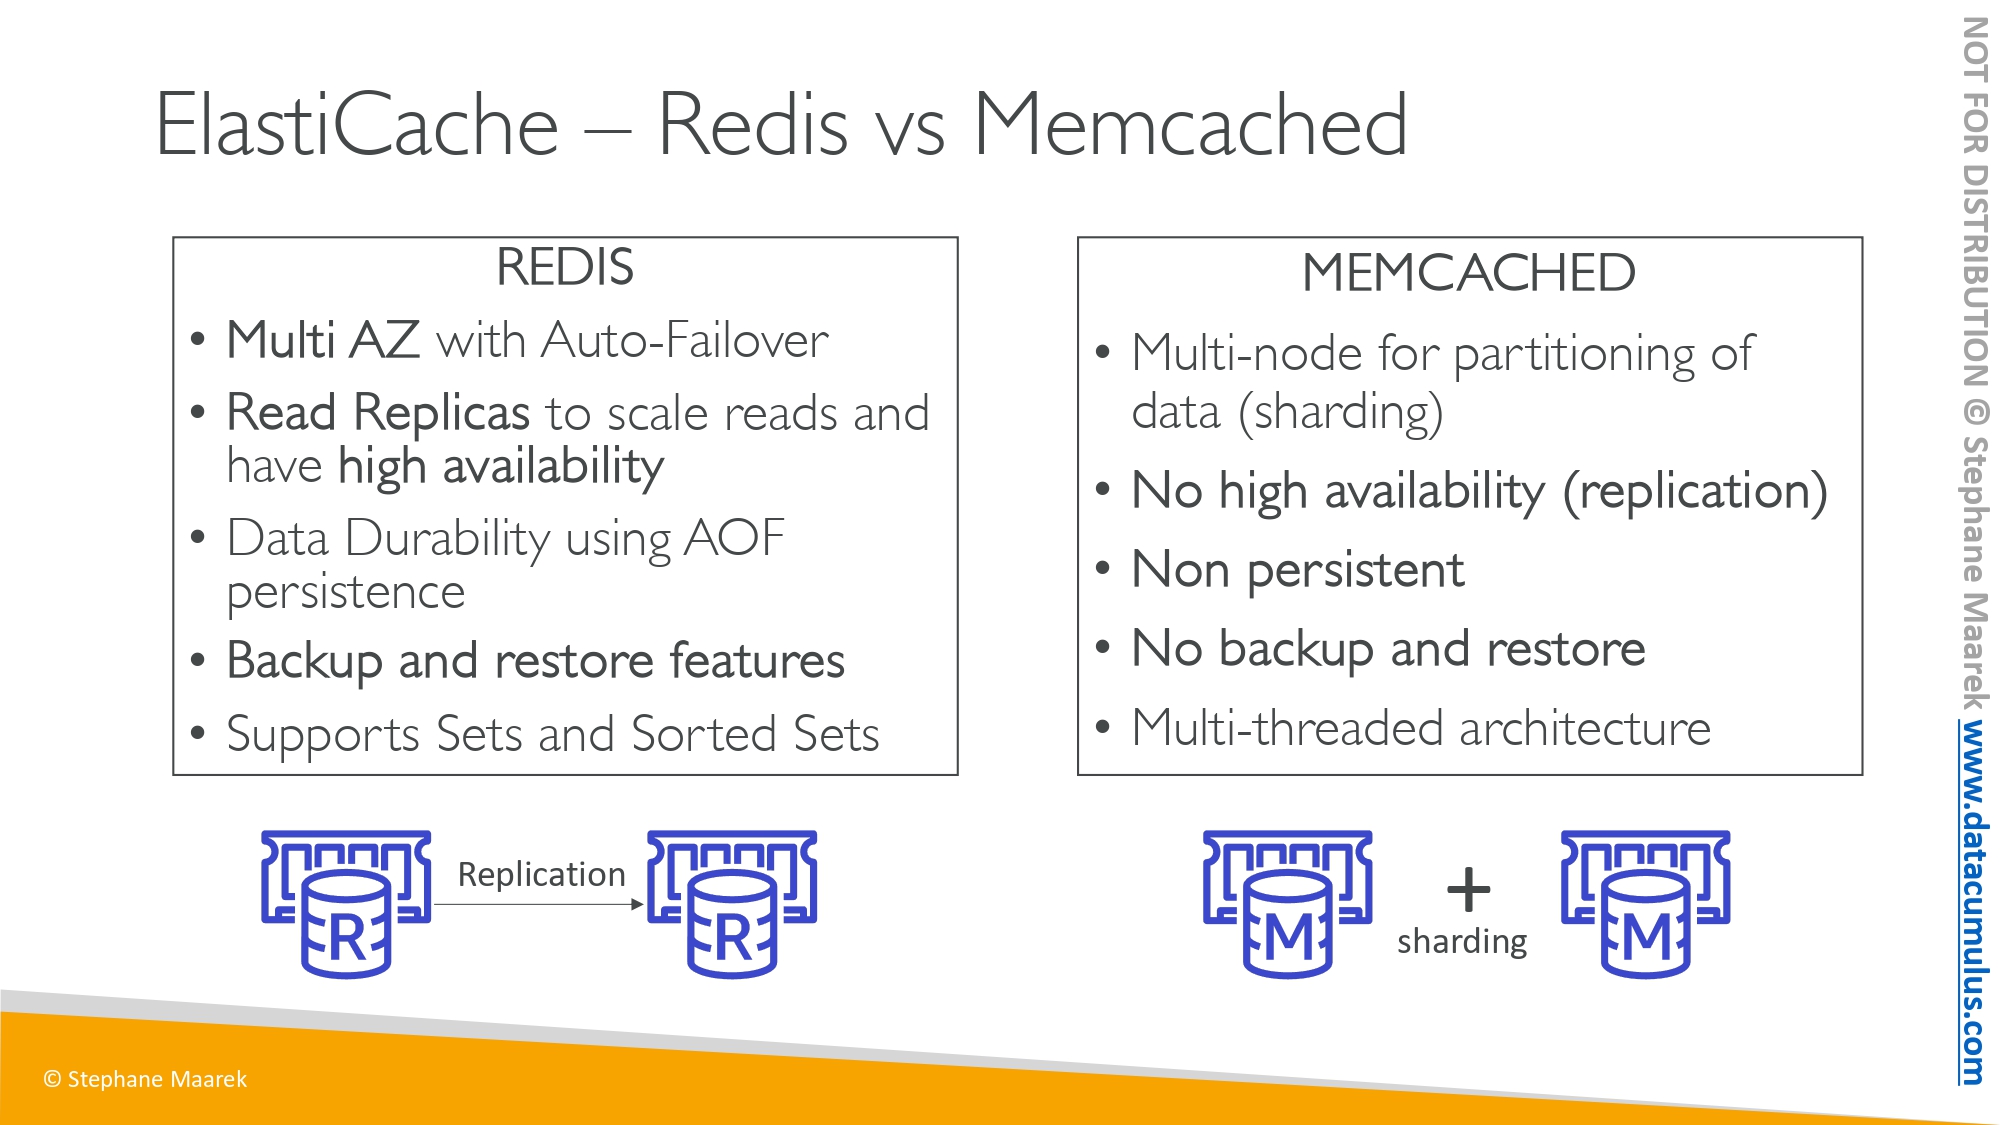 ElastiCache – Redis vs Memcached
REDIS
• Multi AZ with Auto-Failover
• Read Replicas to scale reads and
have high availability
• Data Durability using AOF
persistence
• Backup and restore features
• Supports Sets and Sorted Sets
MEMCACHED
• Multi-node for partitioning of
data (sharding)
• No high availability (replication)
• Non persistent
• No backup and restore
• Multi-threaded architecture
R
Replication
R
M
+
sharding
M
© Stephane Maarek
NOT FOR DISTRIBUTION © Stephane Maarek www.datacumulus.com